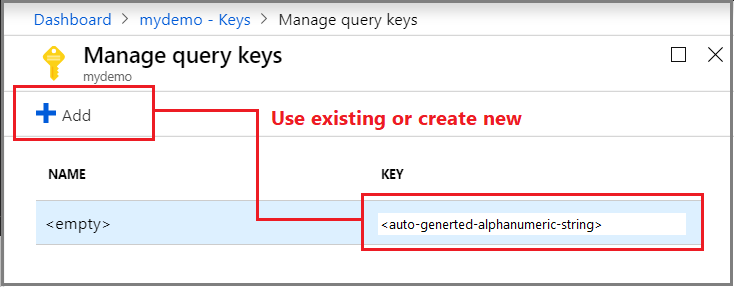 Dashboard > mydemo - Keys > Manage query keys
Manage query keys
mydemo
Add
Use existing or create new
NAME KEY
<empty> <auto-generted-alphanumeric-string>